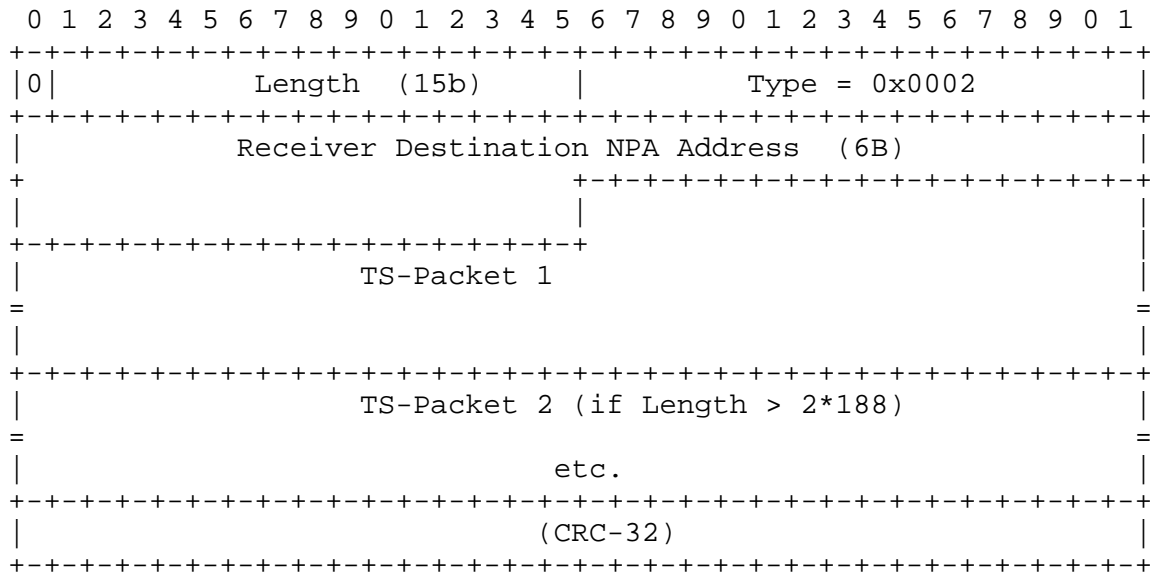 0 1 2 3 4 5 6 7 8 9 0 1 2 3 4 5 6 7 8 9 0 1 2 3 4 5 6 7 8 9 0 1
+-+-+-+-+-+-+-+-+-+-+-+-+-+-+-+-+-+-+-+-+-+-+-+-+-+-+-+-+-+-+-+-+
|0|           Length  (15b)     |         Type = 0x0002         |
+-+-+-+-+-+-+-+-+-+-+-+-+-+-+-+-+-+-+-+-+-+-+-+-+-+-+-+-+-+-+-+-+
|            Receiver Destination NPA Address  (6B)             |
+                               +-+-+-+-+-+-+-+-+-+-+-+-+-+-+-+-+
|                               |                               |
+-+-+-+-+-+-+-+-+-+-+-+-+-+-+-+-+                               |
|                   TS-Packet 1                                 |
=                                                               =
|                                                               |
+-+-+-+-+-+-+-+-+-+-+-+-+-+-+-+-+-+-+-+-+-+-+-+-+-+-+-+-+-+-+-+-+
|                   TS-Packet 2 (if Length > 2*188)             |
=                                                               =
|                              etc.                             |
+-+-+-+-+-+-+-+-+-+-+-+-+-+-+-+-+-+-+-+-+-+-+-+-+-+-+-+-+-+-+-+-+
|                             (CRC-32)                          |
+-+-+-+-+-+-+-+-+-+-+-+-+-+-+-+-+-+-+-+-+-+-+-+-+-+-+-+-+-+-+-+-+